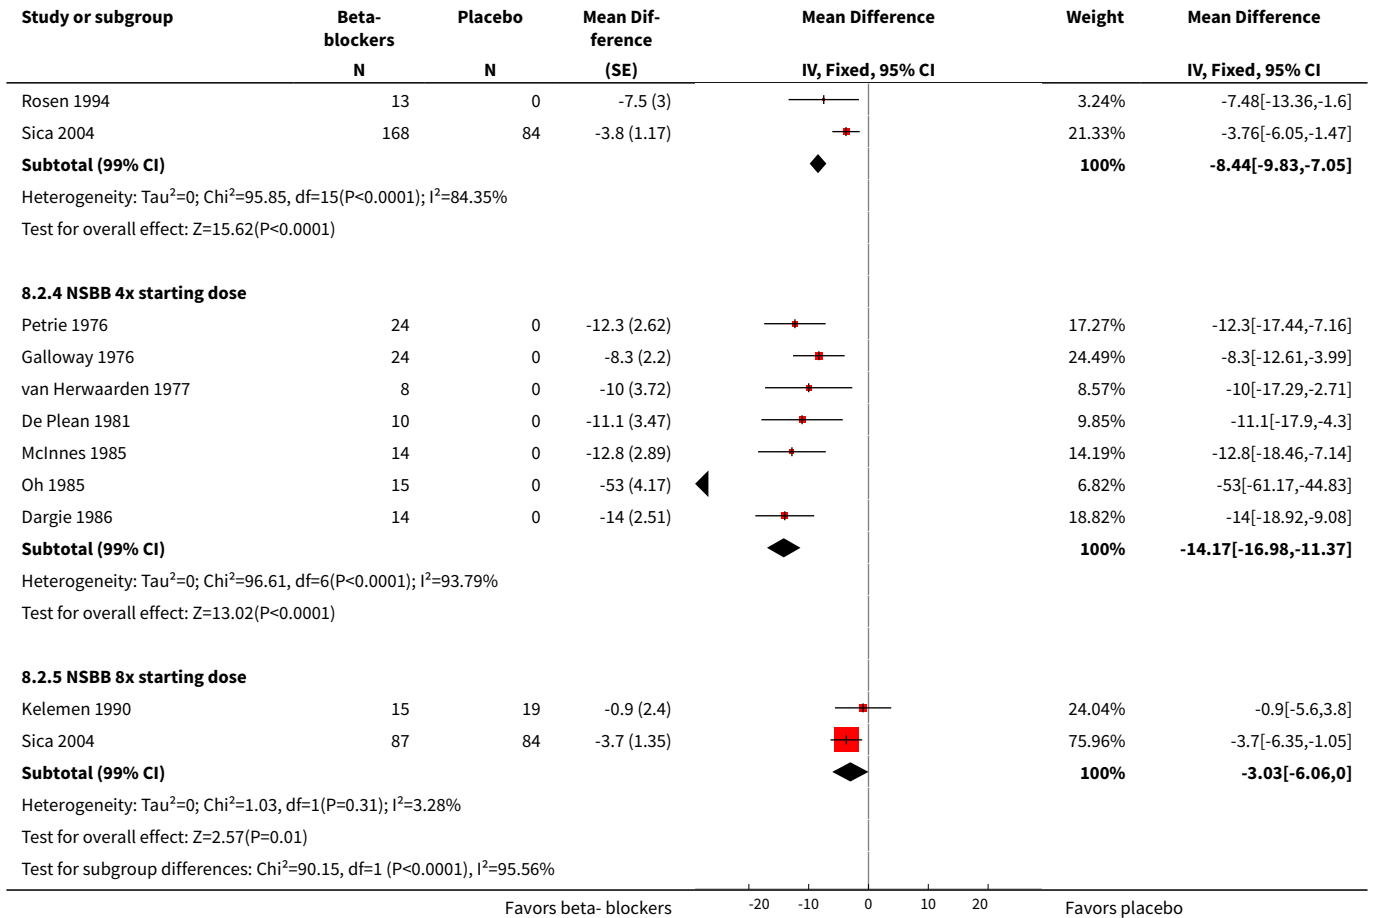 Study or subgroup Beta-blockers Placebo Mean Dif-ference Mean Difference Weight Mean Difference
N N (SE) IV, Fixed, 95% CI IV, Fixed, 95% CI
Rosen 1994 13 0 -7.5 (3) 3.24% -7.48[-13.36,-1.6]
Sica 2004 168 84 -3.8 (1.17) 21.33% -3.76[-6.05,-1.47]
Subtotal (99% CI) 100% -8.44[-9.83,-7.05]
Heterogeneity: Tau²=0; Chi²=95.85, df=15(P<0.0001); I²=84.35%
Test for overall effect: Z=15.62(P<0.0001)
8.2.4 NSBB 4x starting dose
Petrie 1976 24 0 -12.3 (2.62) 17.27% -12.3[-17.44,-7.16]
Galloway 1976 24 0 -8.3 (2.2) 24.49% -8.3[-12.61,-3.99]
van Herwaarden 1977 8 0 -10 (3.72) 8.57% -10[-17.29,-2.71]
De Plean 1981 10 0 -11.1 (3.47) 9.85% -11.1[-17.9,-4.3]
McInnes 1985 14 0 -12.8 (2.89) 14.19% -12.8[-18.46,-7.14]
Oh 1985 15 0 -53 (4.17) 6.82% -53[-61.17,-44.83]
Dargie 1986 14 0 -14 (2.51) 18.82% -14[-18.92,-9.08]
Subtotal (99% CI) 100% -14.17[-16.98,-11.37]
Heterogeneity: Tau²=0; Chi²=96.61, df=6(P<0.0001); I²=93.79%
Test for overall effect: Z=13.02(P<0.0001)
8.2.5 NSBB 8x starting dose
Kelemen 1990 15 19 -0.9 (2.4) 24.04% -0.9[-5.6,3.8]
Sica 2004 87 84 -3.7 (1.35) 75.96% -3.7[-6.35,-1.05]
Subtotal (99% CI) 100% -3.03[-6.06,0]
Heterogeneity: Tau²=0; Chi²=1.03, df=1(P=0.31); I²=3.28%
Test for overall effect: Z=2.57(P=0.01)
Test for subgroup differences: Chi²=90.15, df=1 (P<0.0001), I²=95.56%
Favors beta- blockers -20 -10 0 10 20 Favors placebo